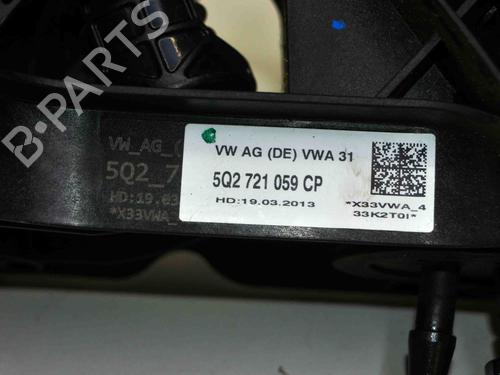 B-PARTS
VW_AG_(
5Q2_7
HD:19.03
*X33VWA_
VW AG (DE) VWA 31
5Q2 721 059 CP
HD:19.03.2013
*X33VWA_4
33K2T0I*